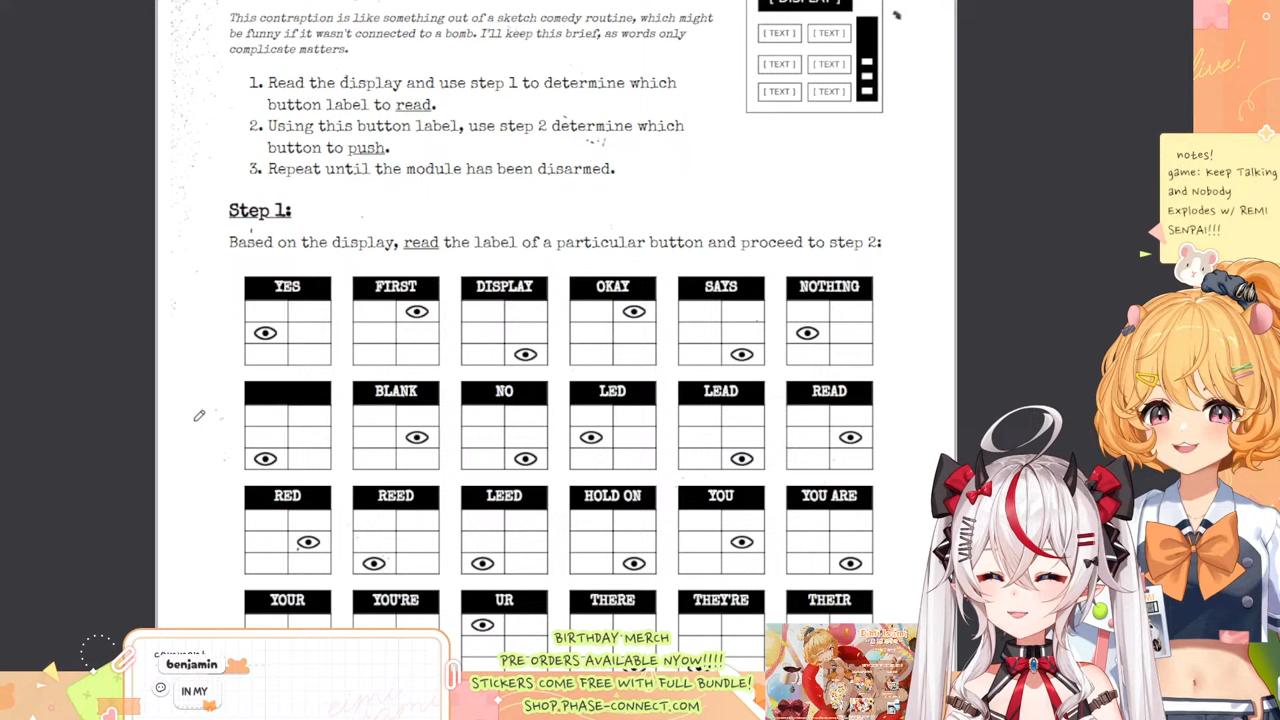 [ DISPLAY ]
This contraption is like something out of a sketch comedy routine, which might
be funny if it wasn't connected to a bomb. I'll keep this brief, as words only
complicate matters.
[ TEXT ] [ TEXT ]
[ TEXT ] [ TEXT ]
[ TEXT ] [ TEXT ]
1. Read the display and use step 1 to determine which
button label to read.
2. Using this button label, use step 2 determine which
button to push.
3. Repeat until the module has been disarmed.
Step 1:
Based on the display, read the label of a particular button and proceed to step 2:
YES FIRST DISPLAY OKAY SAYS NOTHING
BLANK NO LED LEAD READ
RED REED LEED HOLD ON YOU YOU ARE
YOUR YOU'RE UR THERE THEY'RE THEIR
live!
notes!
game: Keep Talking
and Nobody
Explodes w/ REMI
SENPAI!!!
benjamin
IN MY
BIRTHDAY MERCH
PRE ORDERS AVAILABLE NYOW!!!!
STICKERS COME FREE WITH FULL BUNDLE!
SHOP.PHASE-CONNECT.COM